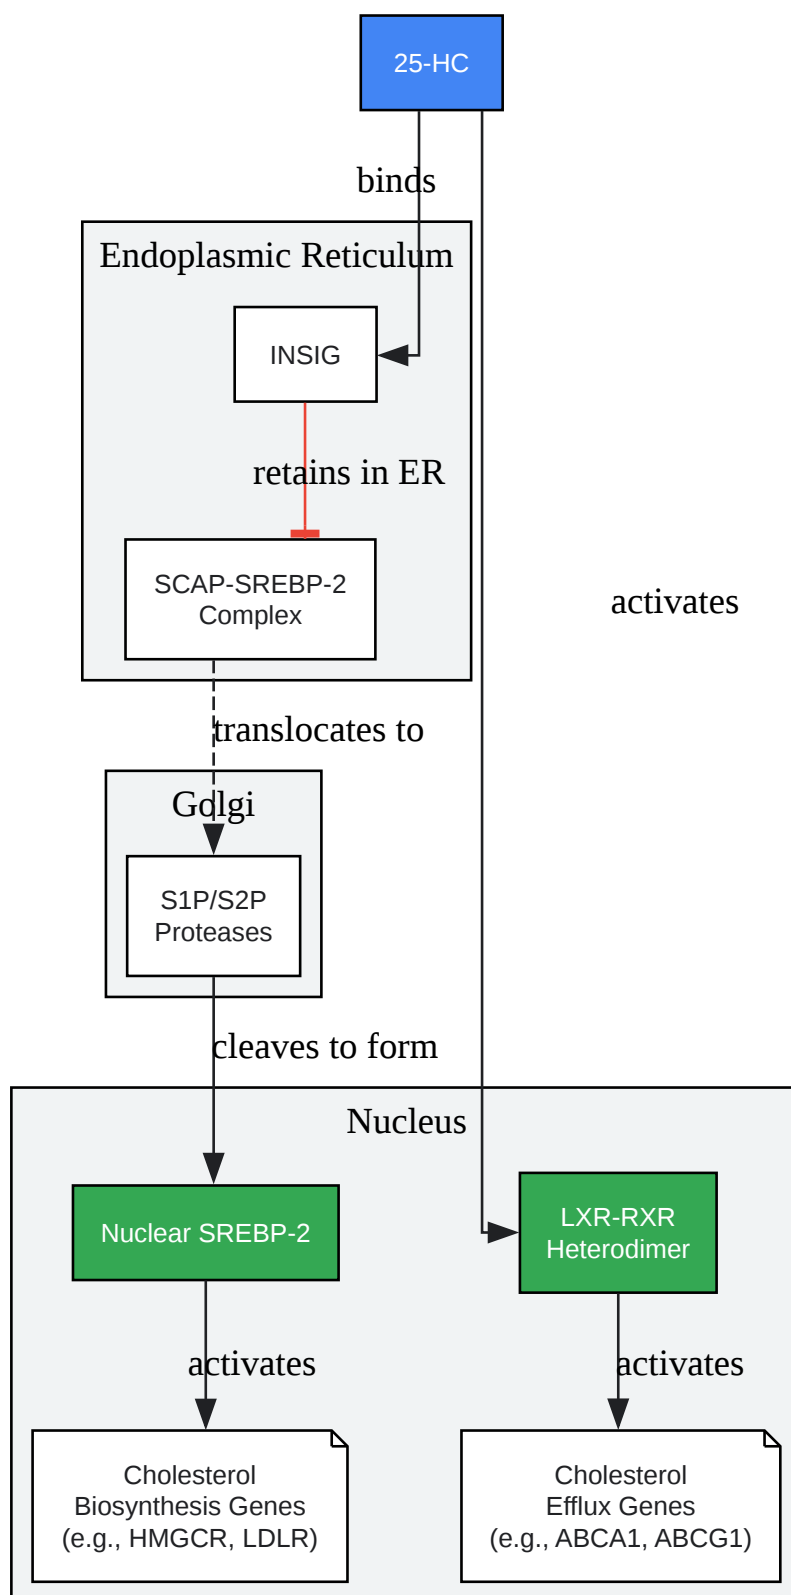 25-HC
binds
Endoplasmic Reticulum
INSIG
retains in ER
SCAP-SREBP-2
Complex
activates
translocates to
Golgi
S1P/S2P
Proteases
cleaves to form
Nucleus
Nuclear SREBP-2
LXR-RXR
Heterodimer
activates
activates
Cholesterol
Biosynthesis Genes
(e.g., HMGCR, LDLR)
Cholesterol
Efflux Genes
(e.g., ABCA1, ABCG1)